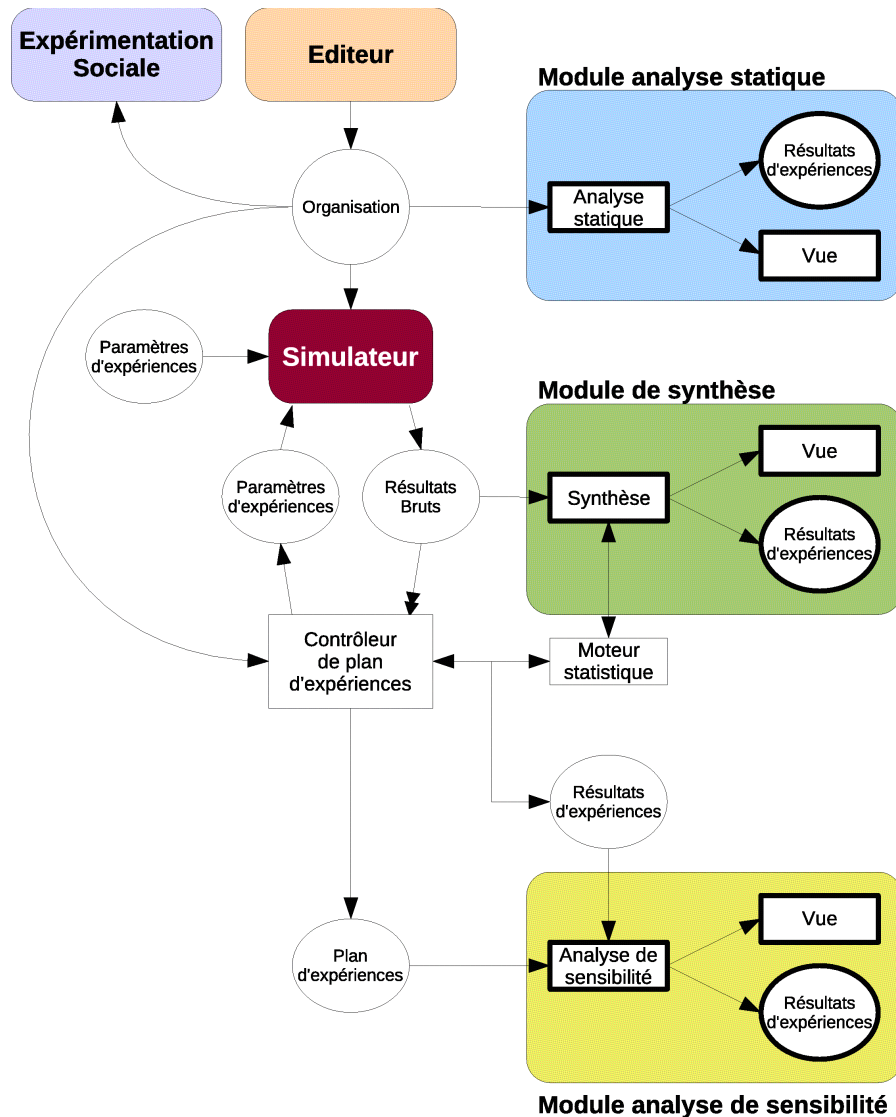 Expérimentation
Sociale
Editeur
Module analyse statique
Résultats
d'expériences
Analyse
statique
Vue
Organisation
Paramètres
d'expériences
Simulateur
Module de synthèse
Vue
Paramètres
d'expériences
Résultats
Bruts
Synthèse
Résultats
d'expériences
Contrôleur
de plan
d'expériences
Moteur
statistique
Résultats
d'expériences
Vue
Plan
d'expériences
Analyse de
sensibilité
Résultats
d'expériences
Module analyse de sensibilité